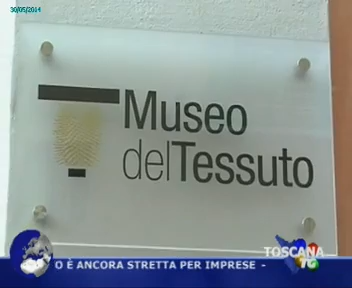 30/05/2014
Museo
delTessuto
TOSCANA
TG
O È ANCORA STRETTA PER IMPRESE -